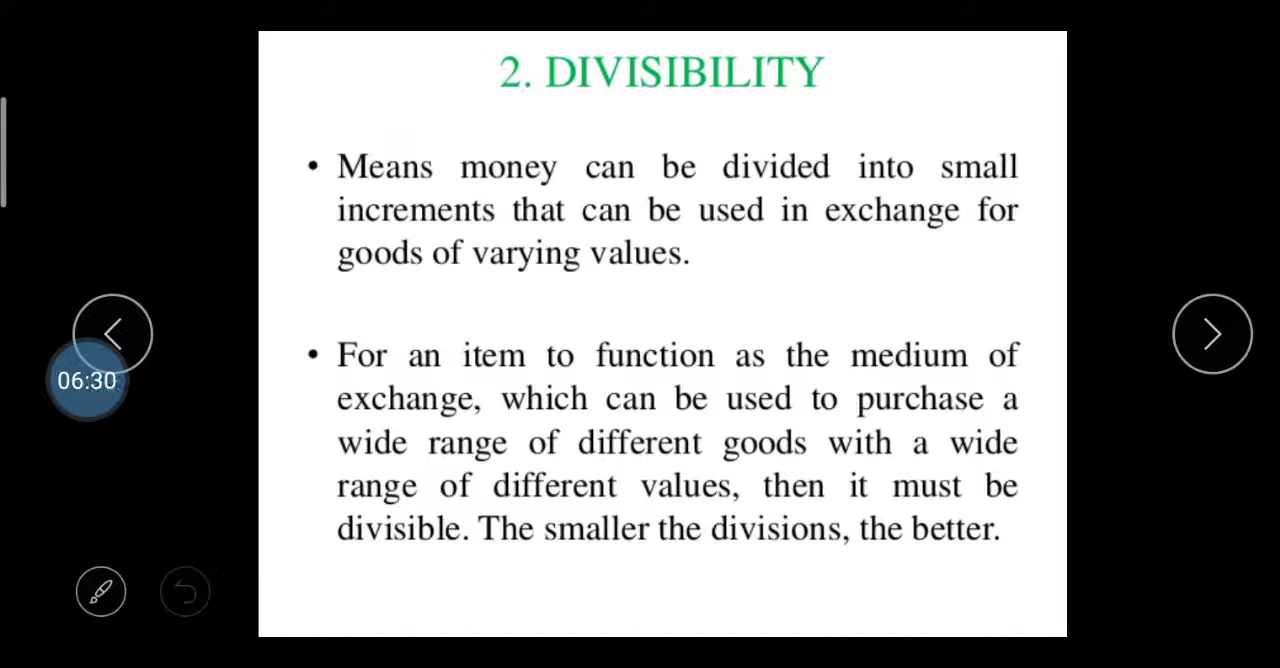 2. DIVISIBILITY
• Means money can be divided into small
increments that can be used in exchange for
goods of varying values.
06:30
• For an item to function as the medium of
exchange, which can be used to purchase a
wide range of different goods with a wide
range of different values, then it must be
divisible. The smaller the divisions, the better.